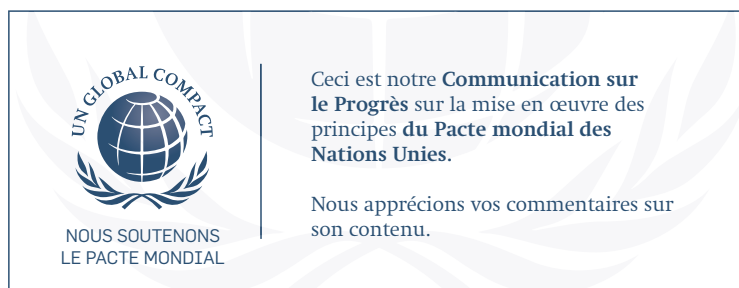 UN GLOBAL COMPACT
NOUS SOUTENONS
LE PACTE MONDIAL
Ceci est notre Communication sur
le Progrès sur la mise en œuvre des
principes du Pacte mondial des
Nations Unies.
Nous apprécions vos commentaires sur
son contenu.